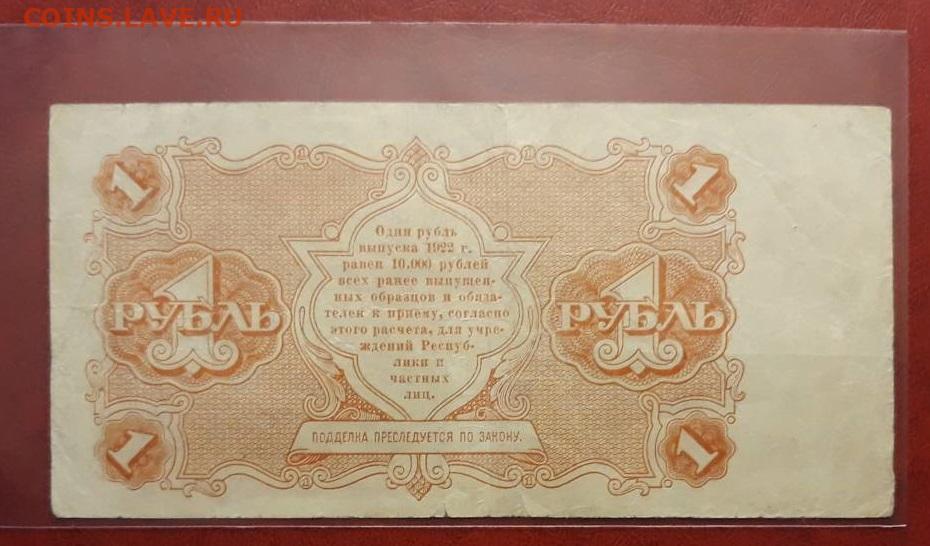 COINS.LAVE.RU
1
1
Один рубль
выпуска 1922 г.
равен 10.000 рублей
всех ранее выпущен-
ных образцов и обяза-
телен к приему, согласно
этого расчета, для учре-
ждений Респуб-
лики и
частных
лиц.
1 РУБЛЬ
1 РУБЛЬ
ПОДДЕЛКА ПРЕСЛЕДУЕТСЯ ПО ЗАКОНУ.
1
1